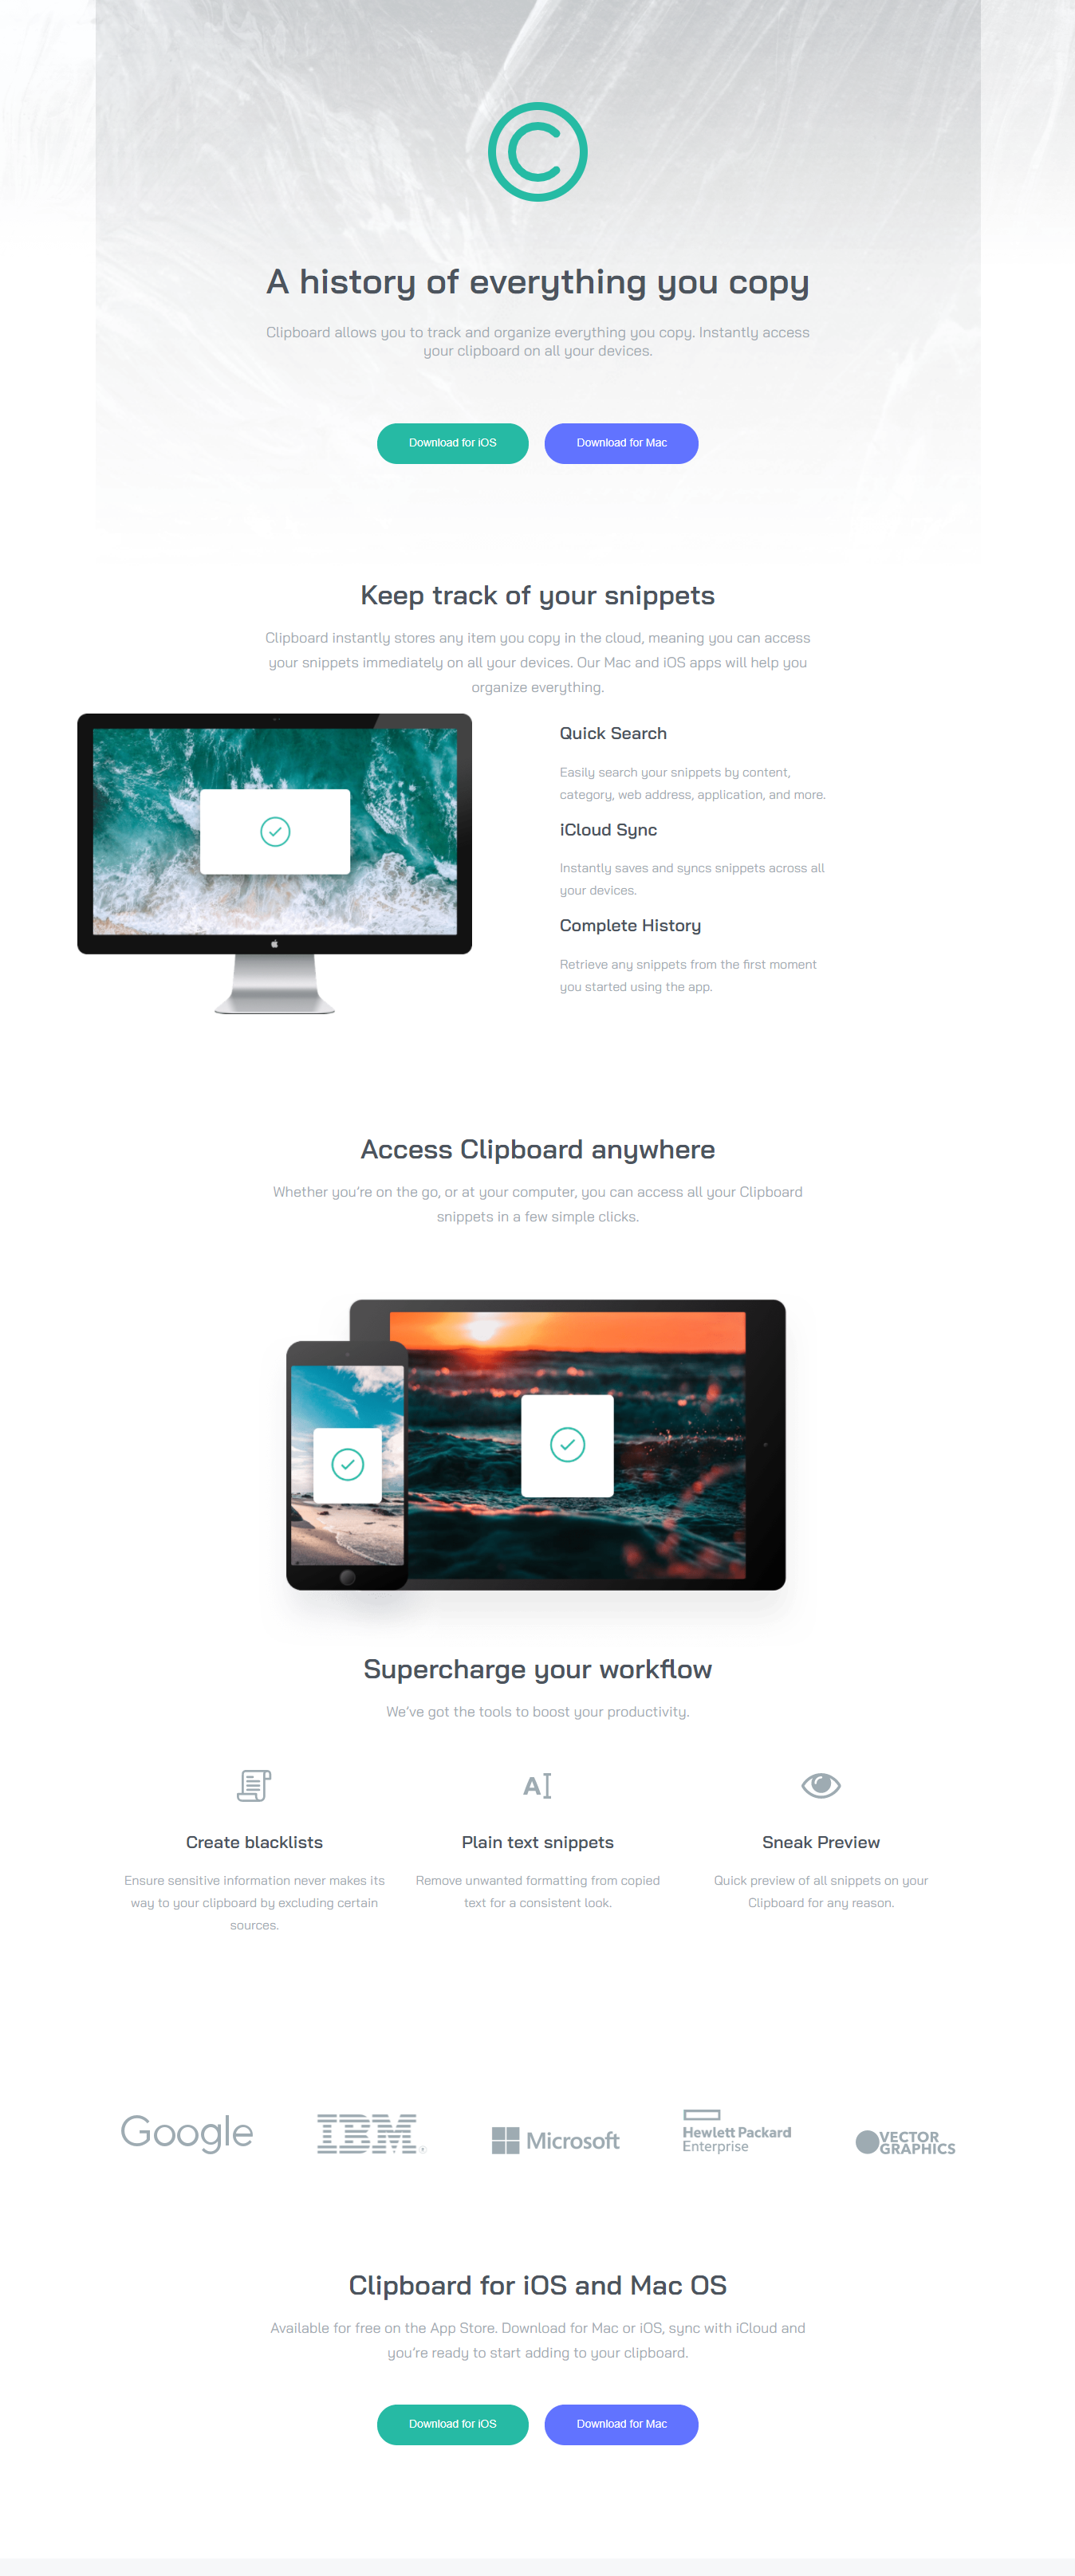 A history of everything you copy
Clipboard allows you to track and organize everything you copy. Instantly access
your clipboard on all your devices.
Download for iOS
Download for Mac
Keep track of your snippets
Clipboard instantly stores any item you copy in the cloud, meaning you can access
your snippets immediately on all your devices. Our Mac and iOS apps will help you
organize everything.
Quick Search
Easily search your snippets by content,
category, web address, application, and more.
iCloud Sync
Instantly saves and syncs snippets across all
your devices.
Complete History
Retrieve any snippets from the first moment
you started using the app.
Access Clipboard anywhere
Whether you’re on the go, or at your computer, you can access all your Clipboard
snippets in a few simple clicks.
Supercharge your workflow
We’ve got the tools to boost your productivity.
A
Create blacklists
Ensure sensitive information never makes its
way to your clipboard by excluding certain
sources.
Plain text snippets
Remove unwanted formatting from copied
text for a consistent look.
Sneak Preview
Quick preview of all snippets on your
Clipboard for any reason.
Google
IBM
Microsoft
Hewlett Packard
Enterprise
VECTOR
GRAPHICS
Clipboard for iOS and Mac OS
Available for free on the App Store. Download for Mac or iOS, sync with iCloud and
you’re ready to start adding to your clipboard.
Download for iOS
Download for Mac